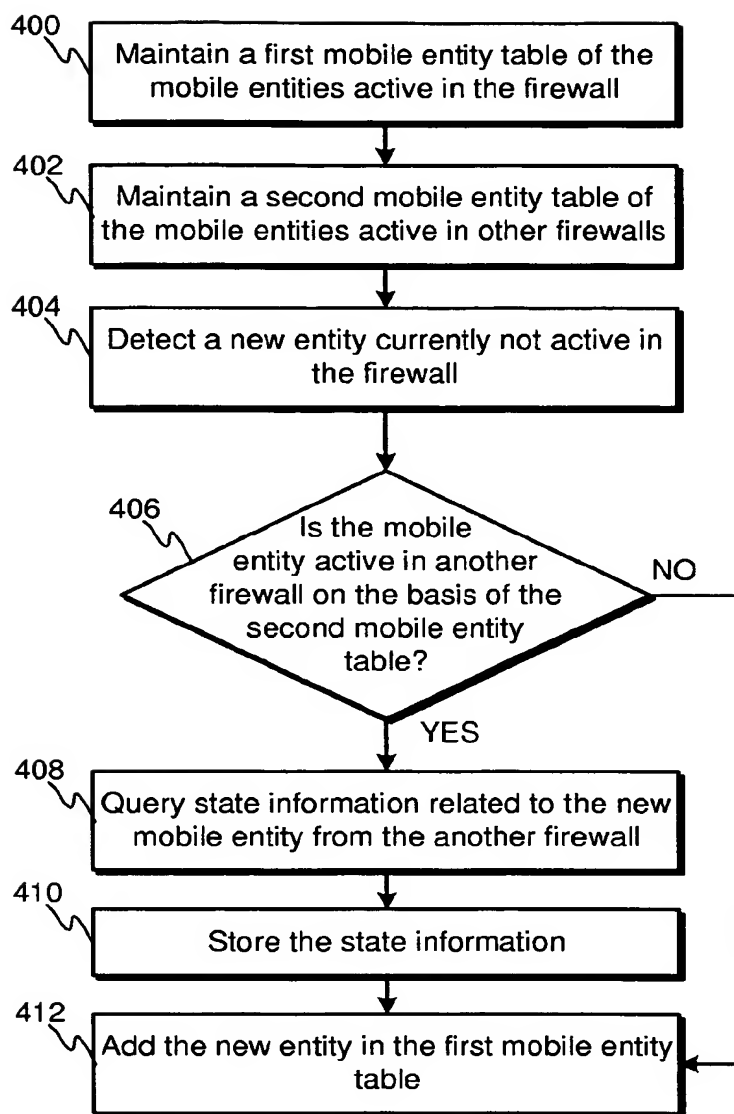 400
Maintain a first mobile entity table of the
mobile entities active in the firewall
402
Maintain a second mobile entity table of
the mobile entities active in other firewalls
404
Detect a new entity currently not active in
the firewall
406
Is the mobile
entity active in another
firewall on the basis of the
second mobile entity
table?
NO
YES
408
Query state information related to the new
mobile entity from the another firewall
410
Store the state information
412
Add the new entity in the first mobile entity
table